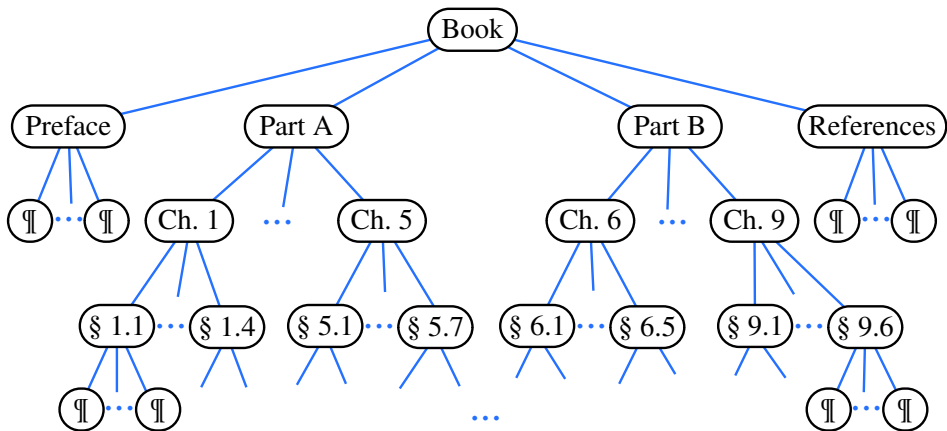 Book
Preface Part A Part B References
¶ ... ¶ Ch. 1 ... Ch. 5 Ch. 6 ... Ch. 9 ¶ ... ¶
§ 1.1 ... § 1.4 § 5.1 ... § 5.7 § 6.1 ... § 6.5 § 9.1 ... § 9.6
¶ ... ¶ ... ¶ ... ¶